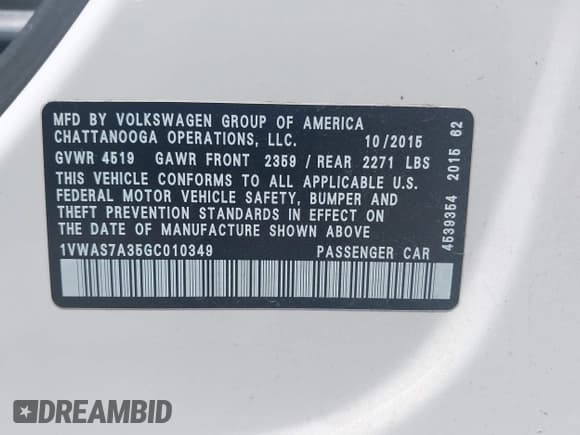 MFD BY VOLKSWAGEN GROUP OF AMERICA
CHATTANOOGA OPERATIONS, LLC. 10/2015
GVWR 4519 GAWR FRONT 2359 / REAR 2271 LBS
THIS VEHICLE CONFORMS TO ALL APPLICABLE U.S.
FEDERAL MOTOR VEHICLE SAFETY, BUMPER AND
THEFT PREVENTION STANDARDS IN EFFECT ON
THE DATE OF MANUFACTURE SHOWN ABOVE
1VWAS7A35GC010349 PASSENGER CAR
4539354 2015 62
DREAMBID